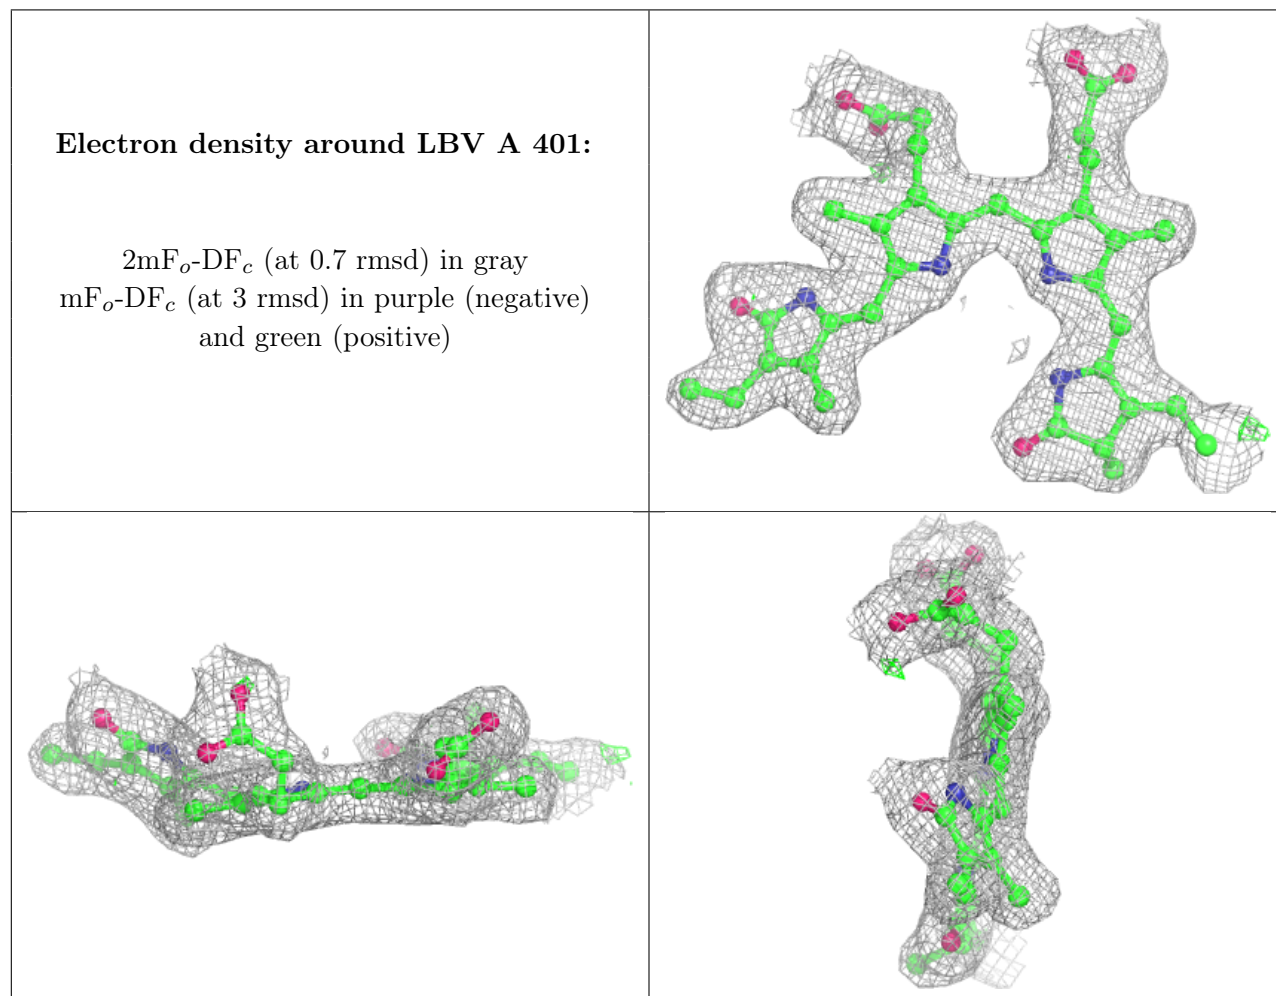 Electron density around LBV A 401:
2mFo-DFc (at 0.7 rmsd) in gray
mFo-DFc (at 3 rmsd) in purple (negative)
and green (positive)